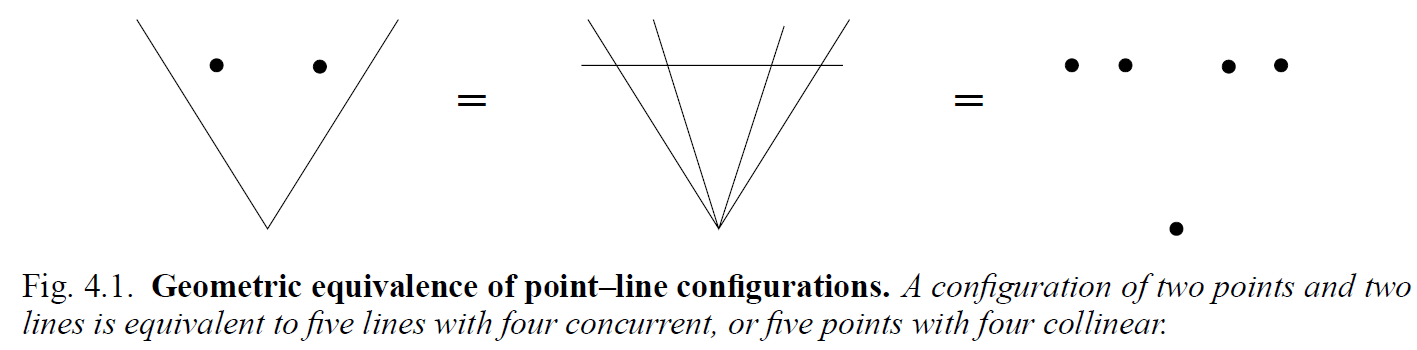 =
=
Fig. 4.1. Geometric equivalence of point–line configurations. A configuration of two points and two
lines is equivalent to five lines with four concurrent, or five points with four collinear.